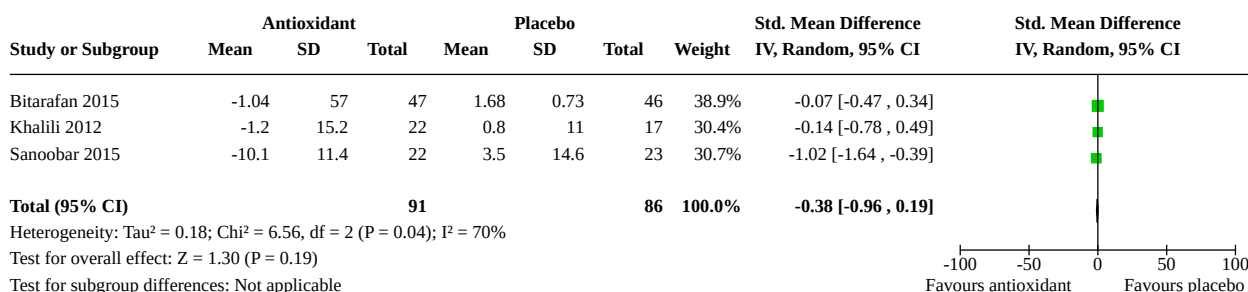 Antioxidant Placebo Std. Mean Difference Std. Mean Difference
Study or Subgroup Mean SD Total Mean SD Total Weight IV, Random, 95% CI IV, Random, 95% CI
Bitarafan 2015 -1.04 57 47 1.68 0.73 46 38.9% -0.07 [-0.47 , 0.34]
Khalili 2012 -1.2 15.2 22 0.8 11 17 30.4% -0.14 [-0.78 , 0.49]
Sanoobar 2015 -10.1 11.4 22 3.5 14.6 23 30.7% -1.02 [-1.64 , -0.39]
Total (95% CI) 91 86 100.0% -0.38 [-0.96 , 0.19]
Heterogeneity: Tau² = 0.18; Chi² = 6.56, df = 2 (P = 0.04); I² = 70%
Test for overall effect: Z = 1.30 (P = 0.19) -100 -50 0 50 100
Test for subgroup differences: Not applicable Favours antioxidant Favours placebo